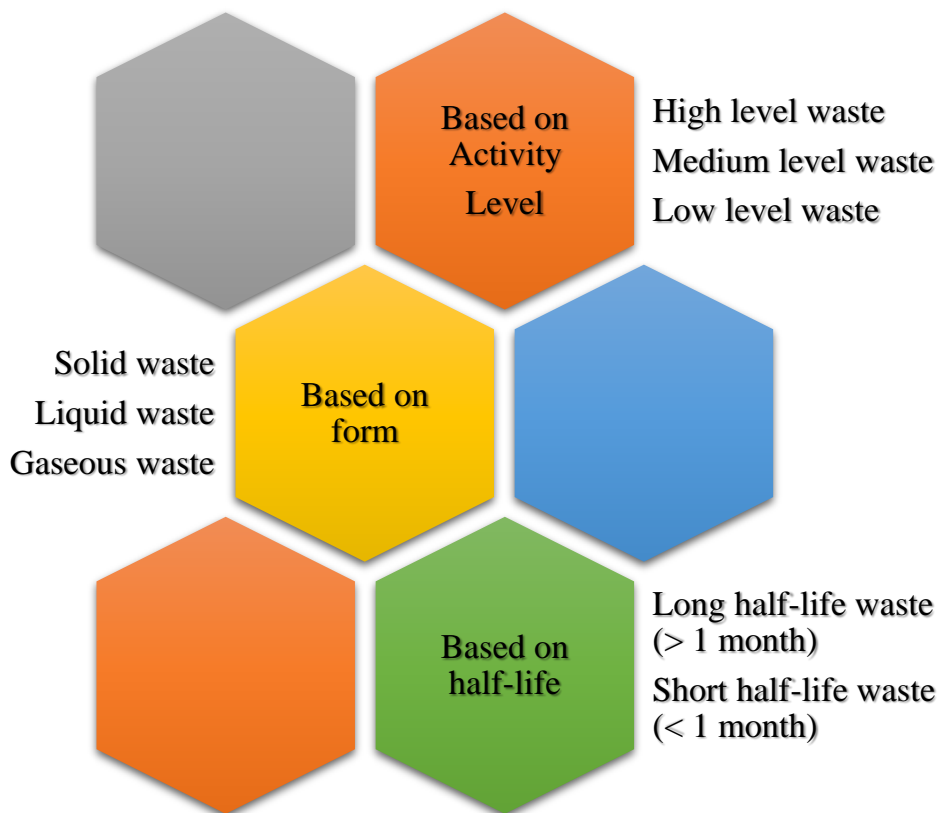 Based on
Activity
Level
High level waste
Medium level waste
Low level waste
Solid waste
Liquid waste
Gaseous waste
Based on
form
Based on
half-life
Long half-life waste
(> 1 month)
Short half-life waste
(< 1 month)